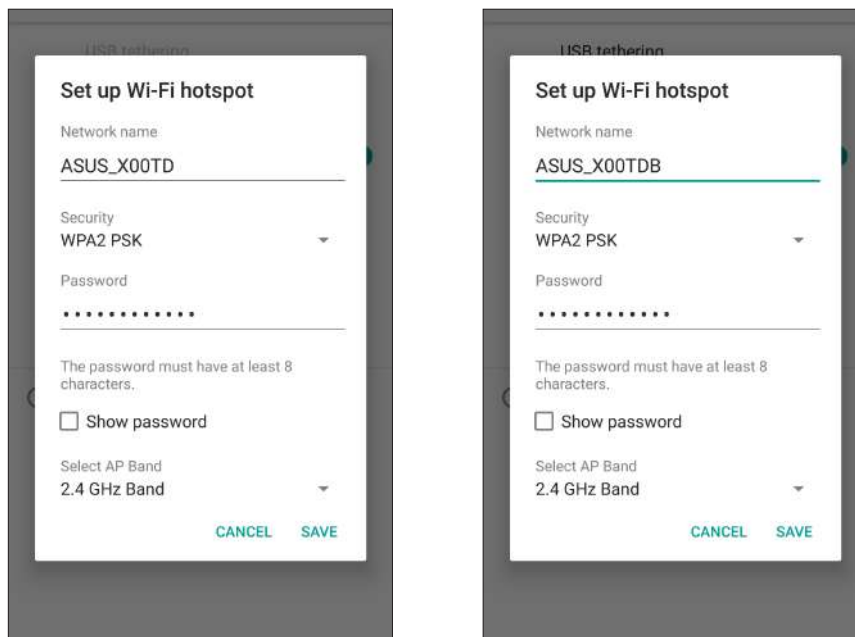 USB tethering
Set up Wi-Fi hotspot
Network name
ASUS_X00TD
Security
WPA2 PSK
Password
••••••••••••
The password must have at least 8
characters.
Show password
Select AP Band
2.4 GHz Band
CANCEL SAVE
USB tethering
Set up Wi-Fi hotspot
Network name
ASUS_X00TDB
Security
WPA2 PSK
Password
••••••••••••
The password must have at least 8
characters.
Show password
Select AP Band
2.4 GHz Band
CANCEL SAVE